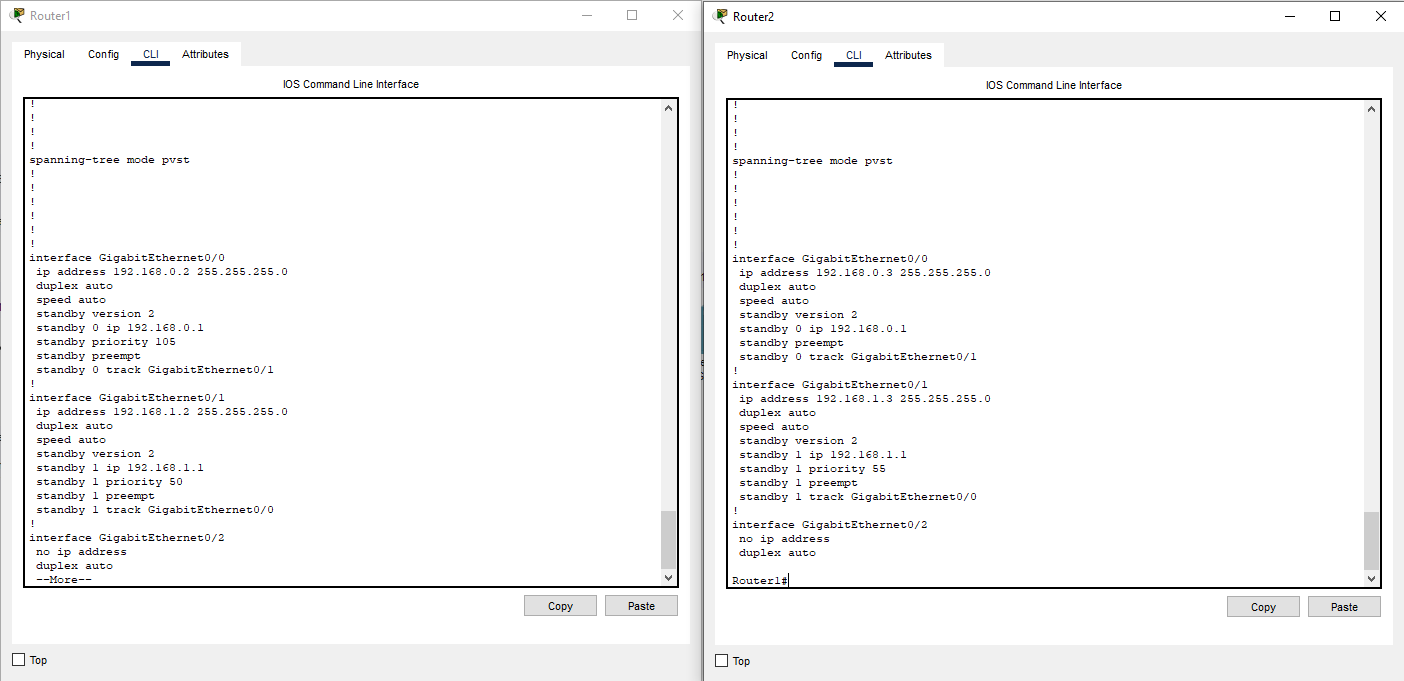 Router1
Physical Config CLI Attributes
IOS Command Line Interface
!
!
!
!
spanning-tree mode pvst
!
!
!
!
!
!
interface GigabitEthernet0/0
ip address 192.168.0.2 255.255.255.0
duplex auto
speed auto
standby version 2
standby 0 ip 192.168.0.1
standby priority 105
standby preempt
standby 0 track GigabitEthernet0/1
!
interface GigabitEthernet0/1
ip address 192.168.1.2 255.255.255.0
duplex auto
speed auto
standby version 2
standby 1 ip 192.168.1.1
standby 1 priority 50
standby 1 preempt
standby 1 track GigabitEthernet0/0
!
interface GigabitEthernet0/2
no ip address
duplex auto
--More--
Copy Paste
Top
Router2
Physical Config CLI Attributes
IOS Command Line Interface
!
!
!
!
spanning-tree mode pvst
!
!
!
!
!
!
interface GigabitEthernet0/0
ip address 192.168.0.3 255.255.255.0
duplex auto
speed auto
standby version 2
standby 0 ip 192.168.0.1
standby preempt
standby 0 track GigabitEthernet0/1
!
interface GigabitEthernet0/1
ip address 192.168.1.3 255.255.255.0
duplex auto
speed auto
standby version 2
standby 1 ip 192.168.1.1
standby 1 priority 55
standby 1 preempt
standby 1 track GigabitEthernet0/0
!
interface GigabitEthernet0/2
no ip address
duplex auto
Router1#
Copy Paste
Top